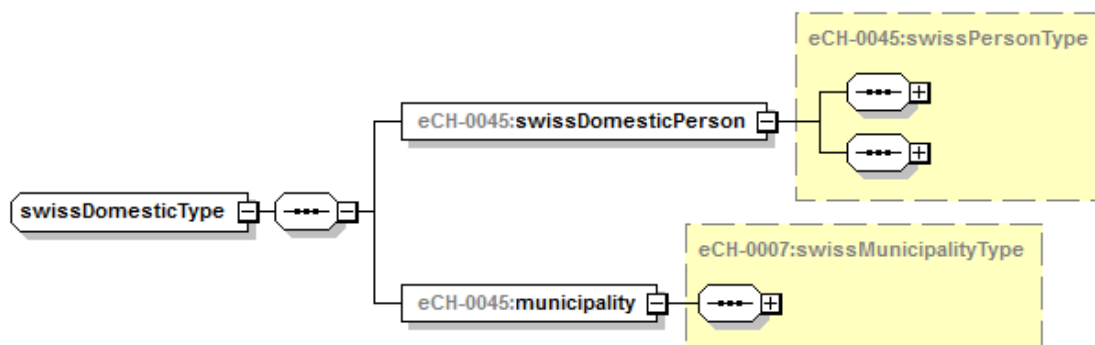 eCH-0045:swissPersonType
eCH-0045:swissDomesticPerson
swissDomesticType
eCH-0007:swissMunicipalityType
eCH-0045:municipality